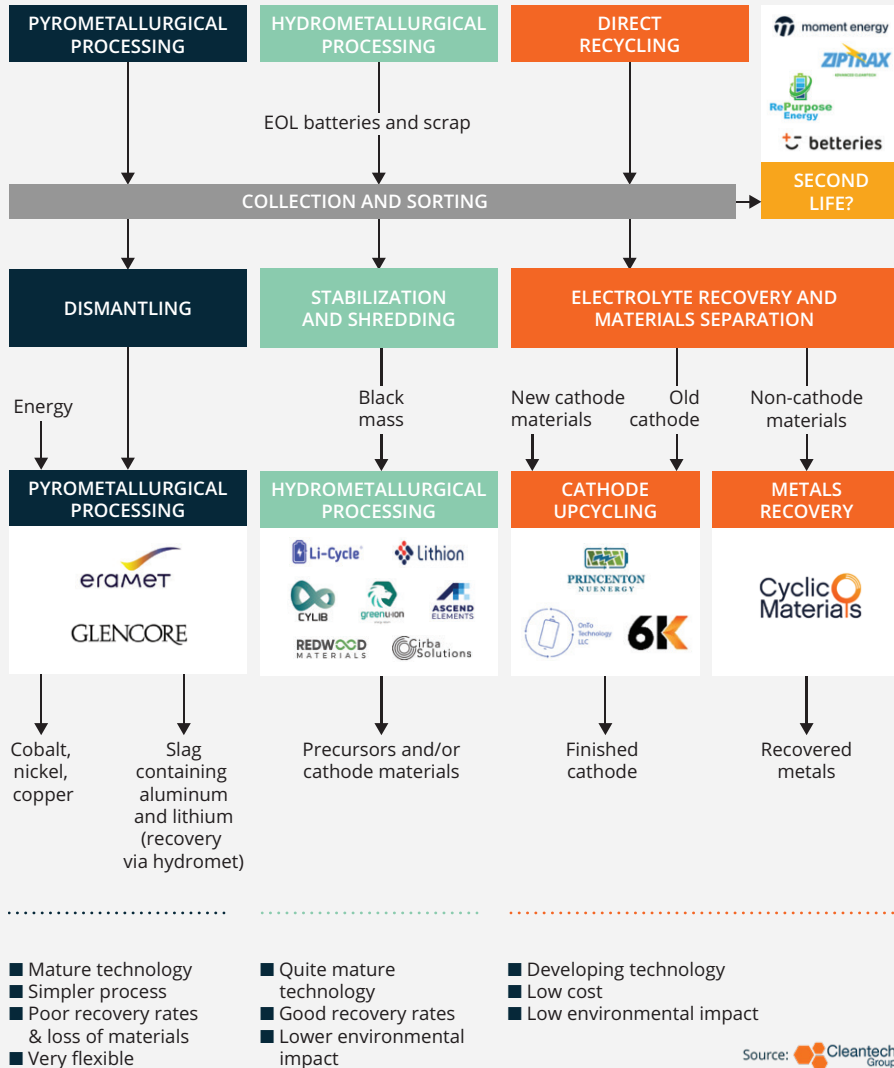 PYROMETALLURGICAL
PROCESSING
HYDROMETALLURGICAL
PROCESSING
DIRECT
RECYCLING
moment energy
ZIPTRAX
ADVANCED CLEANTECH
RePurpose
Energy
betteries
EOL batteries and scrap
COLLECTION AND SORTING
SECOND
LIFE?
DISMANTLING
STABILIZATION
AND SHREDDING
ELECTROLYTE RECOVERY AND
MATERIALS SEPARATION
Energy
Black
mass
New cathode
materials
Old
cathode
Non-cathode
materials
PYROMETALLURGICAL
PROCESSING
HYDROMETALLURGICAL
PROCESSING
CATHODE
UPCYCLING
METALS
RECOVERY
eramet
GLENCORE
Li-Cycle
Lithion
CYLIB
greenli-ion
ASCEND
ELEMENTS
REDWOOD
MATERIALS
Cirba
Solutions
PRINCENTON
NUENERGY
OnTo
Technology
LLC
6K
Cyclic
Materials
Cobalt,
nickel,
copper
Slag
containing
aluminum
and lithium
(recovery
via hydromet)
Precursors and/or
cathode materials
Finished
cathode
Recovered
metals
■ Mature technology
■ Simpler process
■ Poor recovery rates
& loss of materials
■ Very flexible
■ Quite mature
technology
■ Good recovery rates
■ Lower environmental
impact
■ Developing technology
■ Low cost
■ Low environmental impact
Source: Cleantech
Group